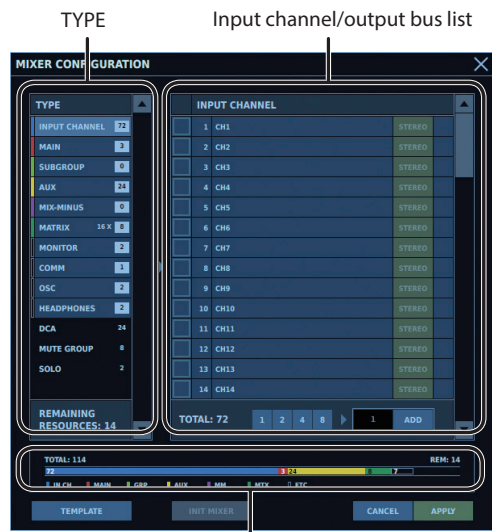 TYPE
Input channel/output bus list
MIXER CONFIGURATION
TYPE
INPUT CHANNEL 72
MAIN 3
SUBGROUP 0
AUX 24
MIX-MINUS 0
MATRIX 16 X 8
MONITOR 2
COMM 1
OSC 2
HEADPHONES 2
DCA 24
MUTE GROUP 8
SOLO 2
REMAINING
RESOURCES: 14
INPUT CHANNEL
1 CH1 STEREO
2 CH2 STEREO
3 CH3 STEREO
4 CH4 STEREO
5 CH5 STEREO
6 CH6 STEREO
7 CH7 STEREO
8 CH8 STEREO
9 CH9 STEREO
10 CH10 STEREO
11 CH11 STEREO
12 CH12 STEREO
13 CH13 STEREO
14 CH14 STEREO
TOTAL: 72 1 2 4 8 1 ADD
TOTAL: 114 REM: 14
72 3 24 8 7
IN CH MAIN GRP AUX MM MTX ETC
TEMPLATE INIT MIXER CANCEL APPLY